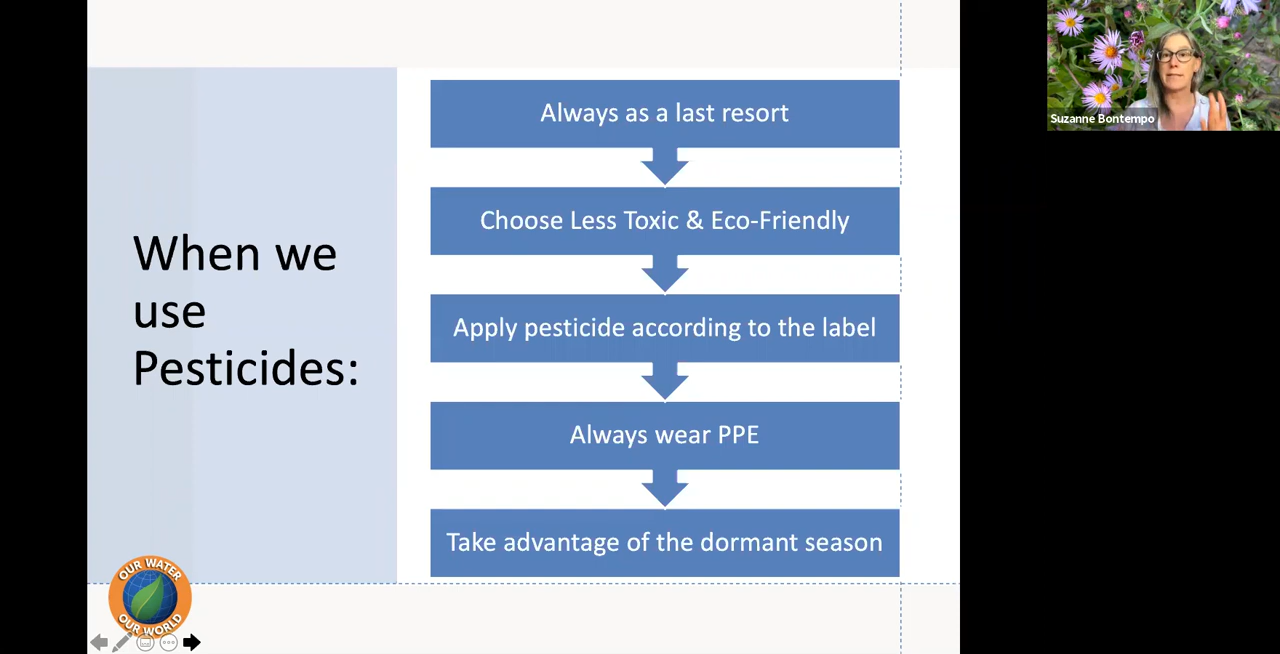 When we
use
Pesticides:
Always as a last resort
Choose Less Toxic & Eco-Friendly
Apply pesticide according to the label
Always wear PPE
Take advantage of the dormant season
OUR WATER
OUR WORLD
Suzanne Bontempo